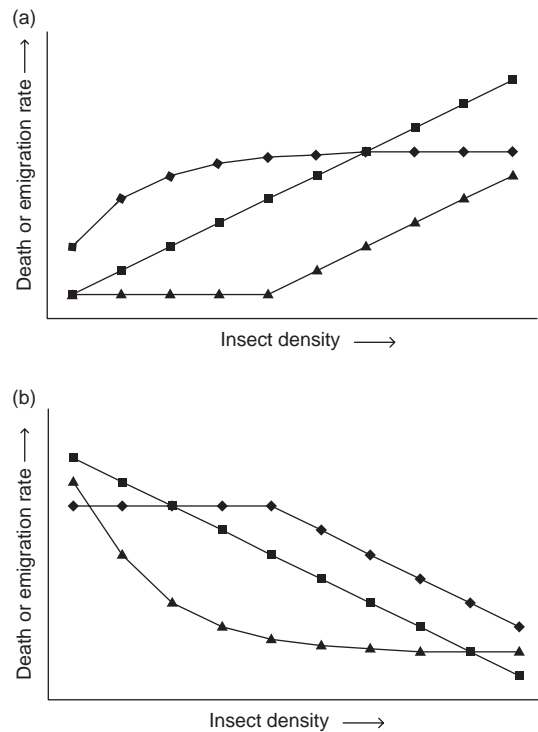 (a)
Death or emigration rate →
Insect density →
(b)
Death or emigration rate →
Insect density →